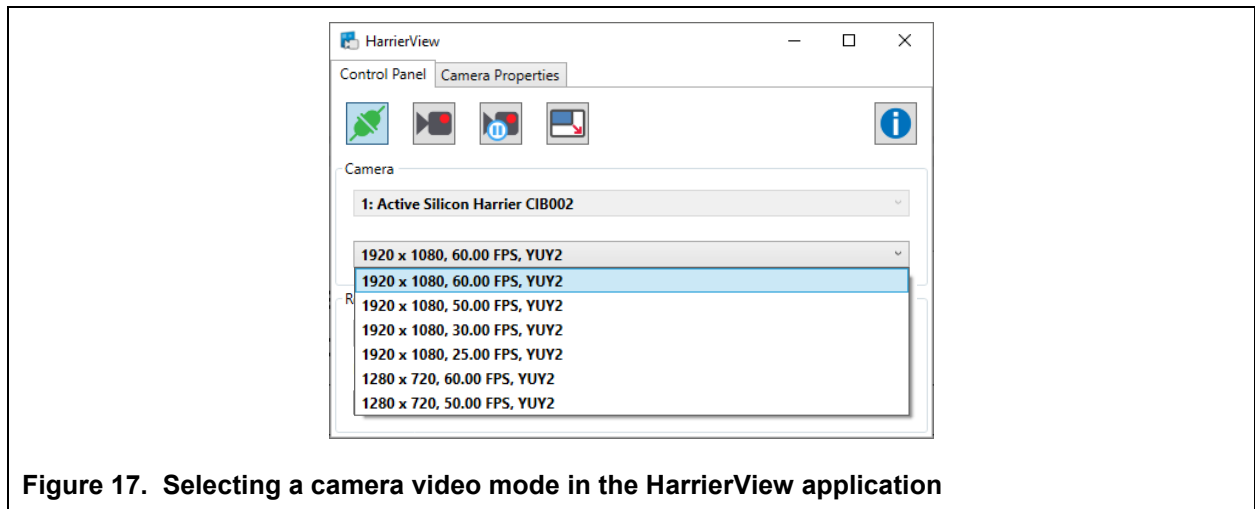 HarrierView
Control Panel Camera Properties
Camera
1: Active Silicon Harrier CIB002
1920 x 1080, 60.00 FPS, YUY2
1920 x 1080, 60.00 FPS, YUY2
R
1920 x 1080, 50.00 FPS, YUY2
1920 x 1080, 30.00 FPS, YUY2
1920 x 1080, 25.00 FPS, YUY2
1280 x 720, 60.00 FPS, YUY2
1280 x 720, 50.00 FPS, YUY2
Figure 17. Selecting a camera video mode in the HarrierView application